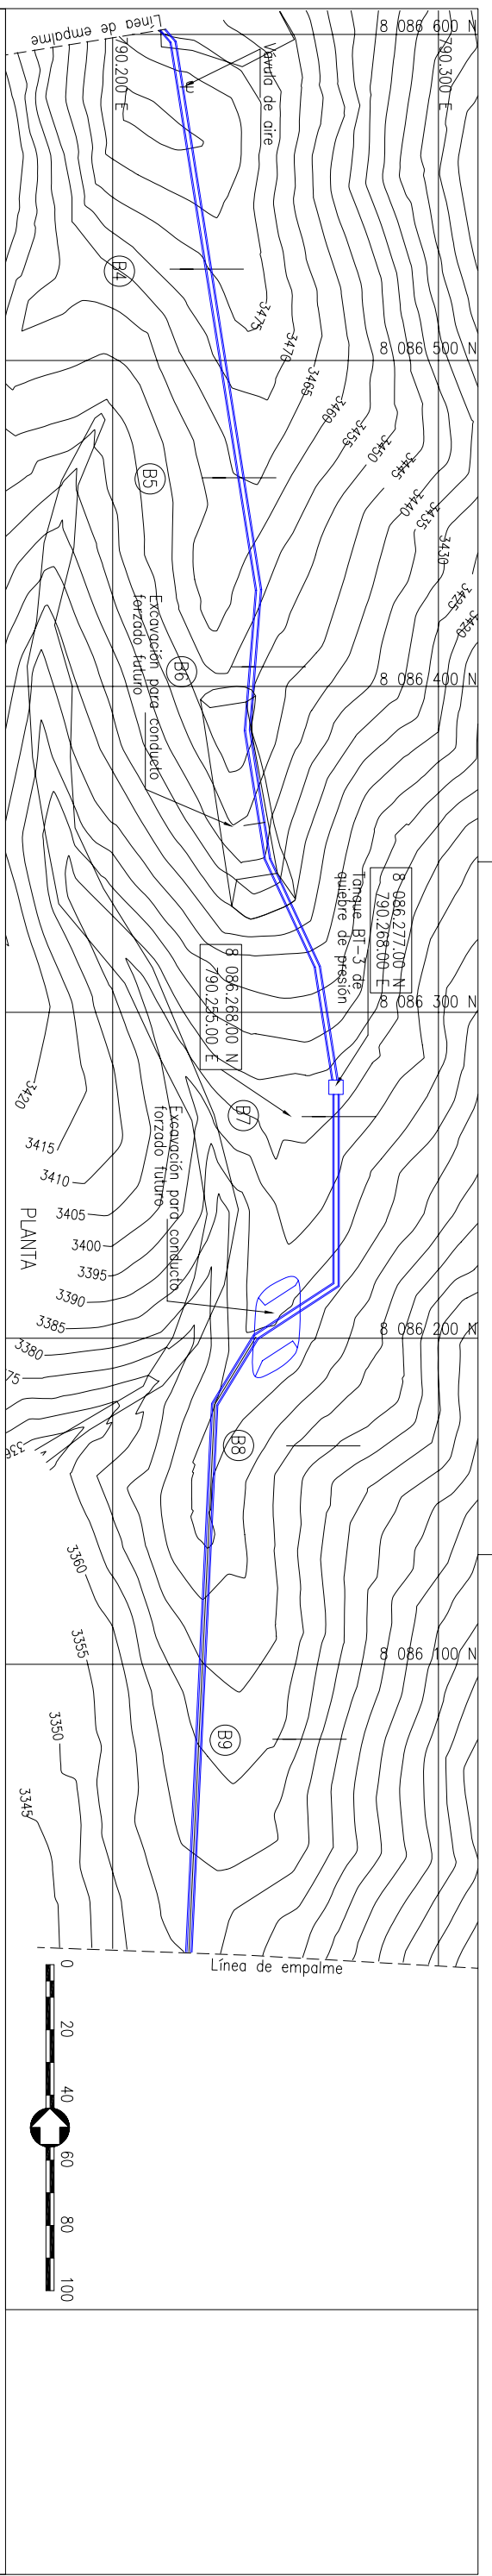 8 086 600 N
790.300 E
Línea de empalme
790.200 E
Vávula de aire
B4
3475
3470
3465
3460
3455
3450
3445
3440
3435
3430
3425
3420
8 086 500 N
B5
Excavación para conducto
forzado futuro
B6
8 086 400 N
8 086.277.00 N
790.268.00 E
Tanque BT-3 de
quiebre de presión
8 086 300 N
8 086.268.00 N
790.255.00 E
B7
Excavación para conducto
forzado futuro
3420
3415
3410
3405
3400
3395
3390
3385
3380
PLANTA
8 086 200 N
B8
3360
3355
3350
3345
8 086 100 N
B9
Línea de empalme
0 20 40 60 80 100